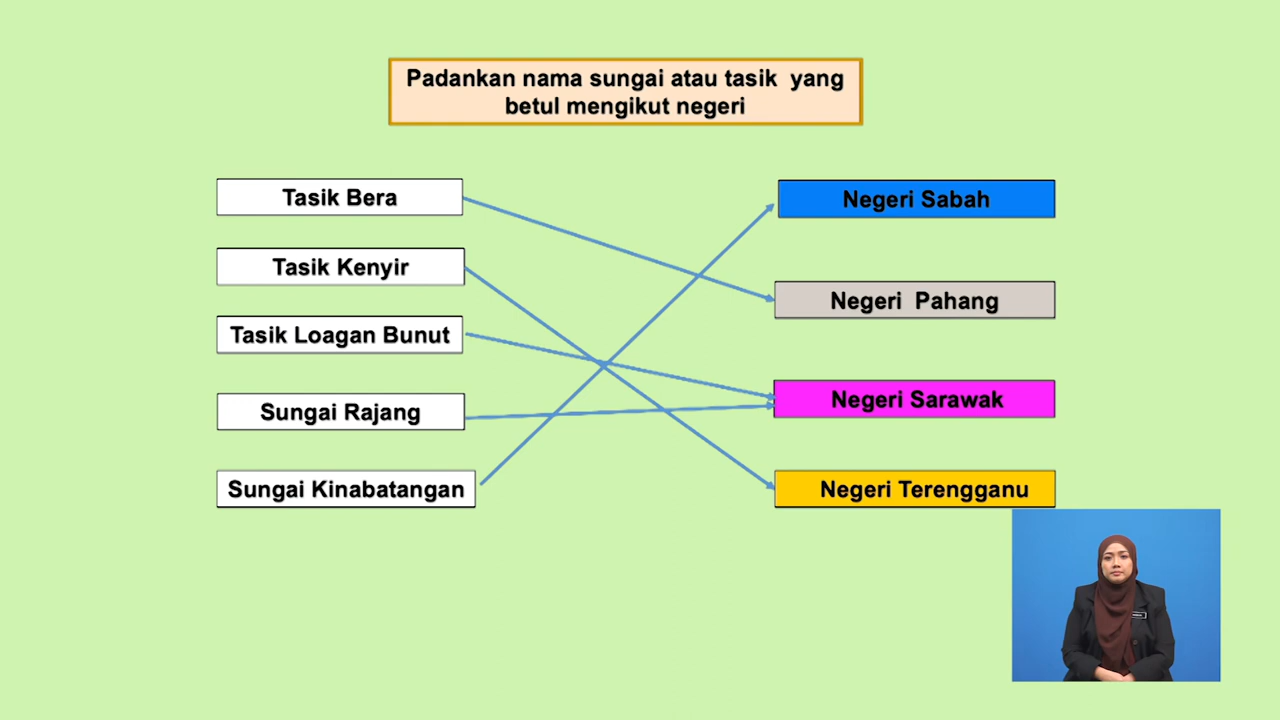 Padankan nama sungai atau tasik yang
betul mengikut negeri
Tasik Bera
Negeri Sabah
Tasik Kenyir
Negeri Pahang
Tasik Loagan Bunut
Negeri Sarawak
Sungai Rajang
Sungai Kinabatangan
Negeri Terengganu